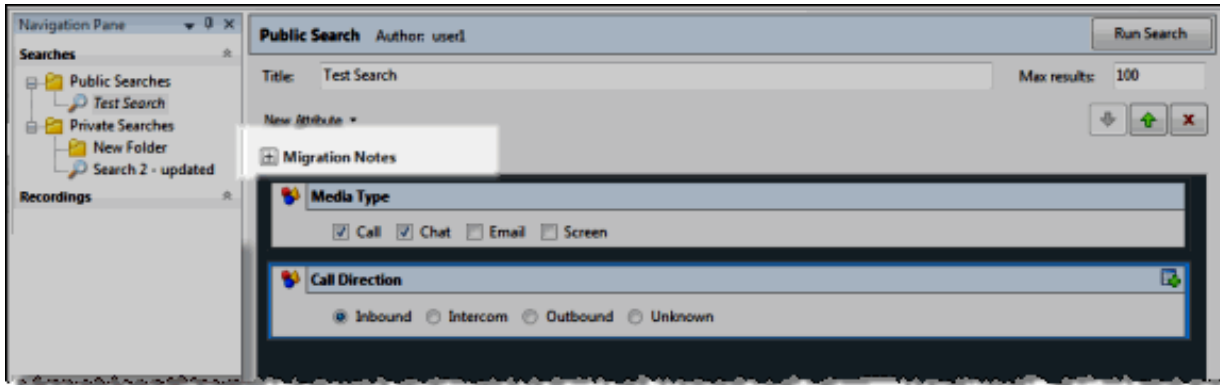 Navigation Pane
Searches
Public Searches
Test Search
Private Searches
New Folder
Search 2 - updated
Recordings
Public Search Author: user1
Run Search
Title: Test Search
Max results: 100
New Attribute
Migration Notes
Media Type
Call Chat Email Screen
Call Direction
Inbound Intercom Outbound Unknown